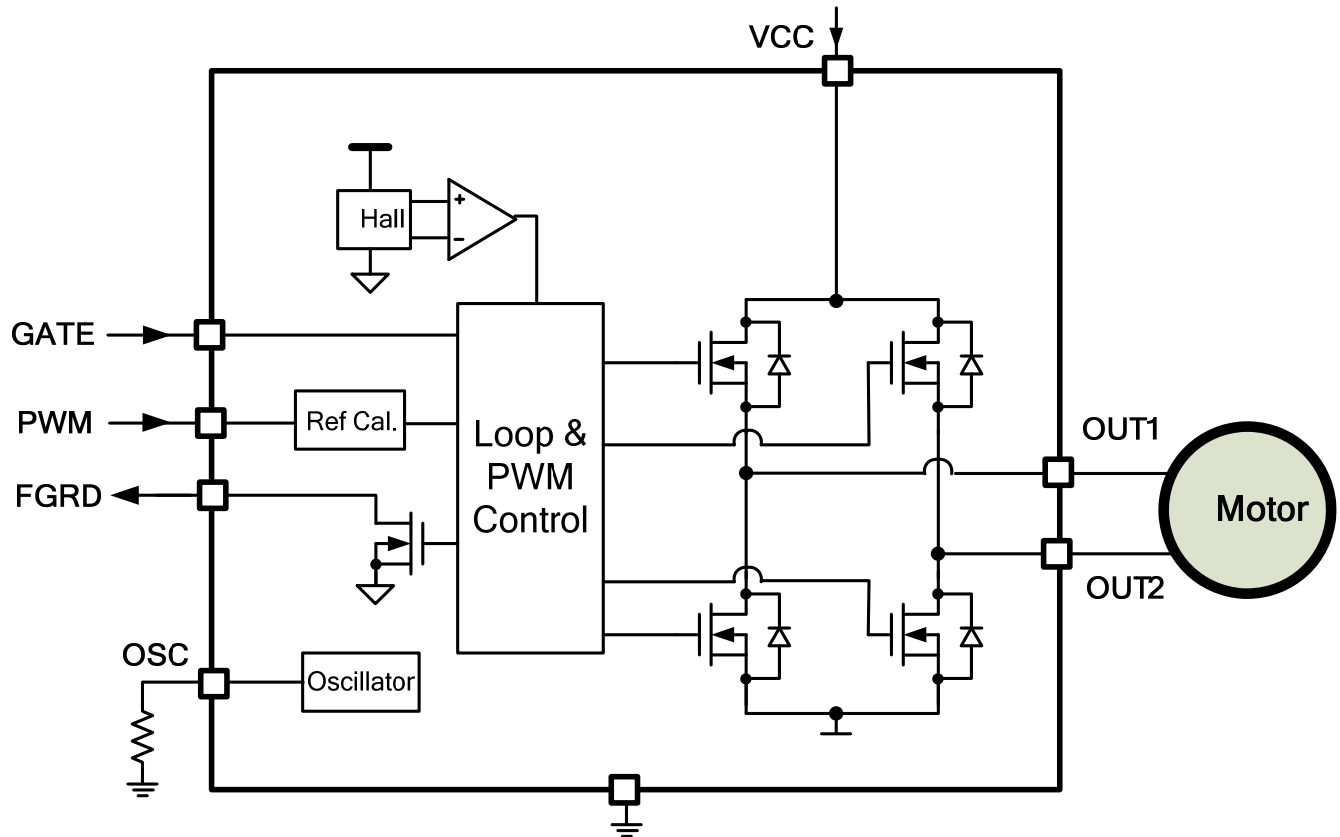 VCC
Hall
+
−
GATE
PWM
Ref Cal.
FGRD
Loop &
PWM
Control
OUT1
Motor
OUT2
OSC
Oscillator